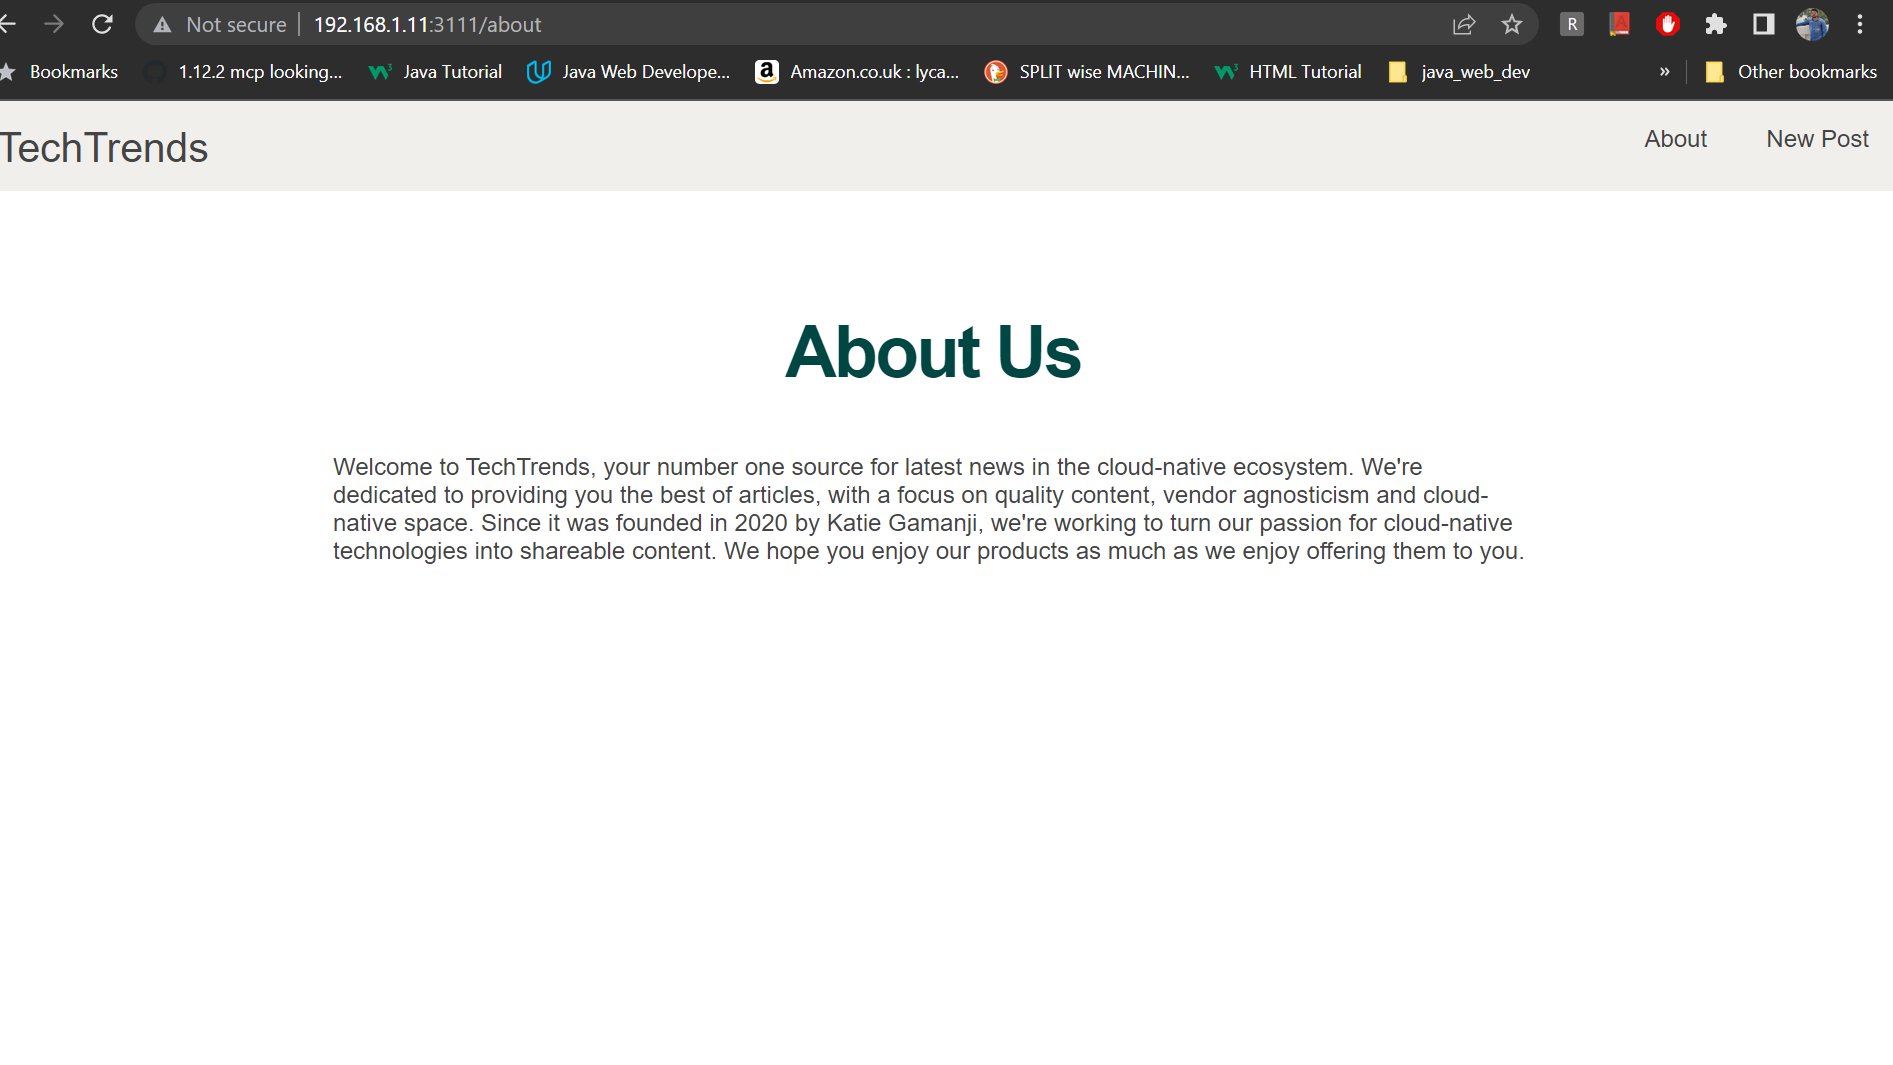 Not secure 192.168.1.11:3111/about R
Bookmarks 1.12.2 mcp looking... Java Tutorial Java Web Develope... a Amazon.co.uk : lyca... SPLIT wise MACHIN... HTML Tutorial java_web_dev » Other bookmarks
TechTrends About New Post
About Us
Welcome to TechTrends, your number one source for latest news in the cloud-native ecosystem. We're
dedicated to providing you the best of articles, with a focus on quality content, vendor agnosticism and cloud-
native space. Since it was founded in 2020 by Katie Gamanji, we're working to turn our passion for cloud-native
technologies into shareable content. We hope you enjoy our products as much as we enjoy offering them to you.